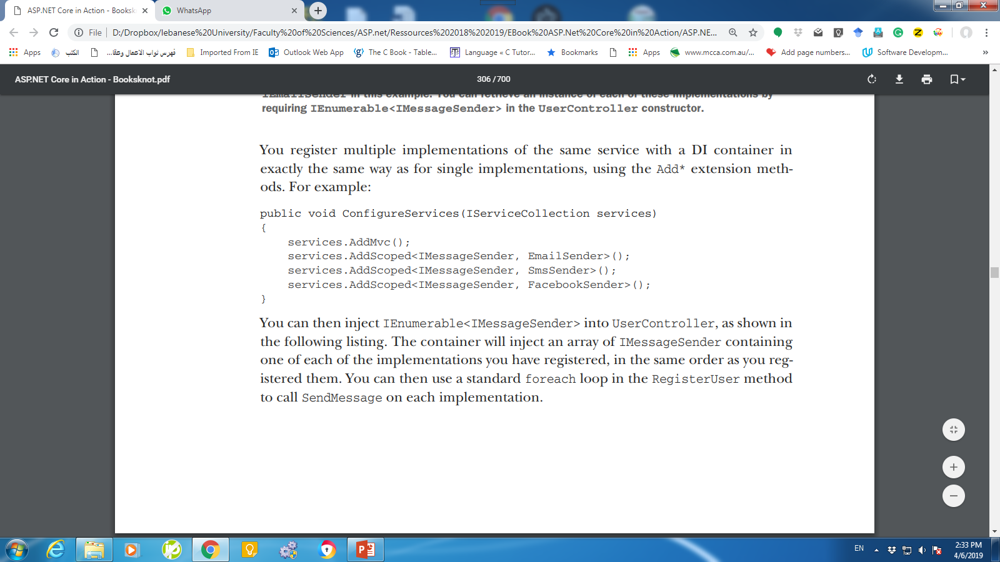 ASP.NET Core in Action - Booksk
WhatsApp
File | D:/Dropbox/lebanese%20University/Faculty%20of%20Sciences/ASP.net/Ressources%202018%202019/EBook%20ASP.Net%20Core%20in%20Action/ASP.NE...
Apps
الكتب
فهرس ثواب الاعمال وعقا...
Imported From IE
Outlook Web App
The C Book - Table...
Language « C Tutor...
Bookmarks
Apps
www.mcca.com.au/...
Add page numbers...
Software Developm...
»
ASP.NET Core in Action - Booksknot.pdf
306 / 700
IEmailSender in this example. You can retrieve an instance of each of these implementations by
requiring IEnumerable<IMessageSender> in the UserController constructor.
You register multiple implementations of the same service with a DI container in
exactly the same way as for single implementations, using the Add* extension meth-
ods. For example:
public void ConfigureServices(IServiceCollection services)
{
services.AddMvc();
services.AddScoped<IMessageSender, EmailSender>();
services.AddScoped<IMessageSender, SmsSender>();
services.AddScoped<IMessageSender, FacebookSender>();
}
You can then inject IEnumerable<IMessageSender> into UserController, as shown in
the following listing. The container will inject an array of IMessageSender containing
one of each of the implementations you have registered, in the same order as you reg-
istered them. You can then use a standard foreach loop in the RegisterUser method
to call SendMessage on each implementation.
EN
2:33 PM
4/6/2019